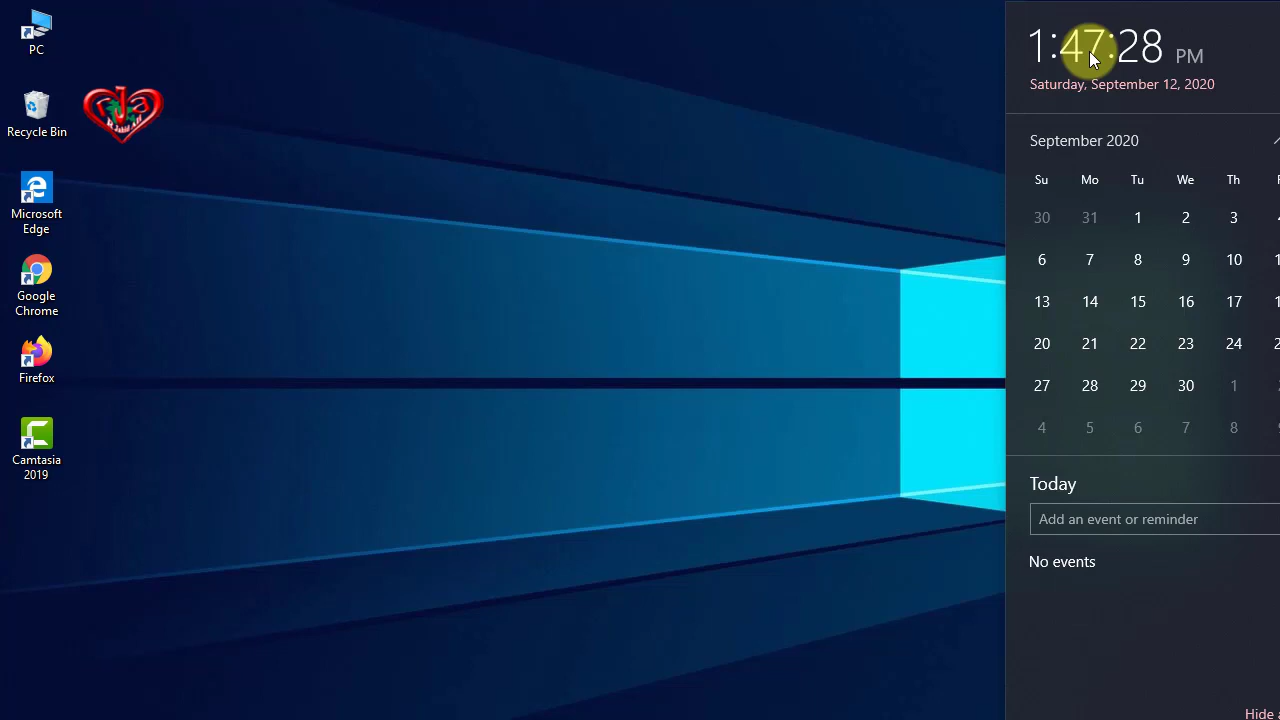 PC
Recycle Bin
Microsoft
Edge
Google
Chrome
Firefox
Camtasia
2019
rja
1:47:28 PM
Saturday, September 12, 2020
September 2020
Su Mo Tu We Th
30 31 1 2 3
6 7 8 9 10
13 14 15 16 17
20 21 22 23 24
27 28 29 30 1
4 5 6 7 8
Today
Add an event or reminder
No events
Hide